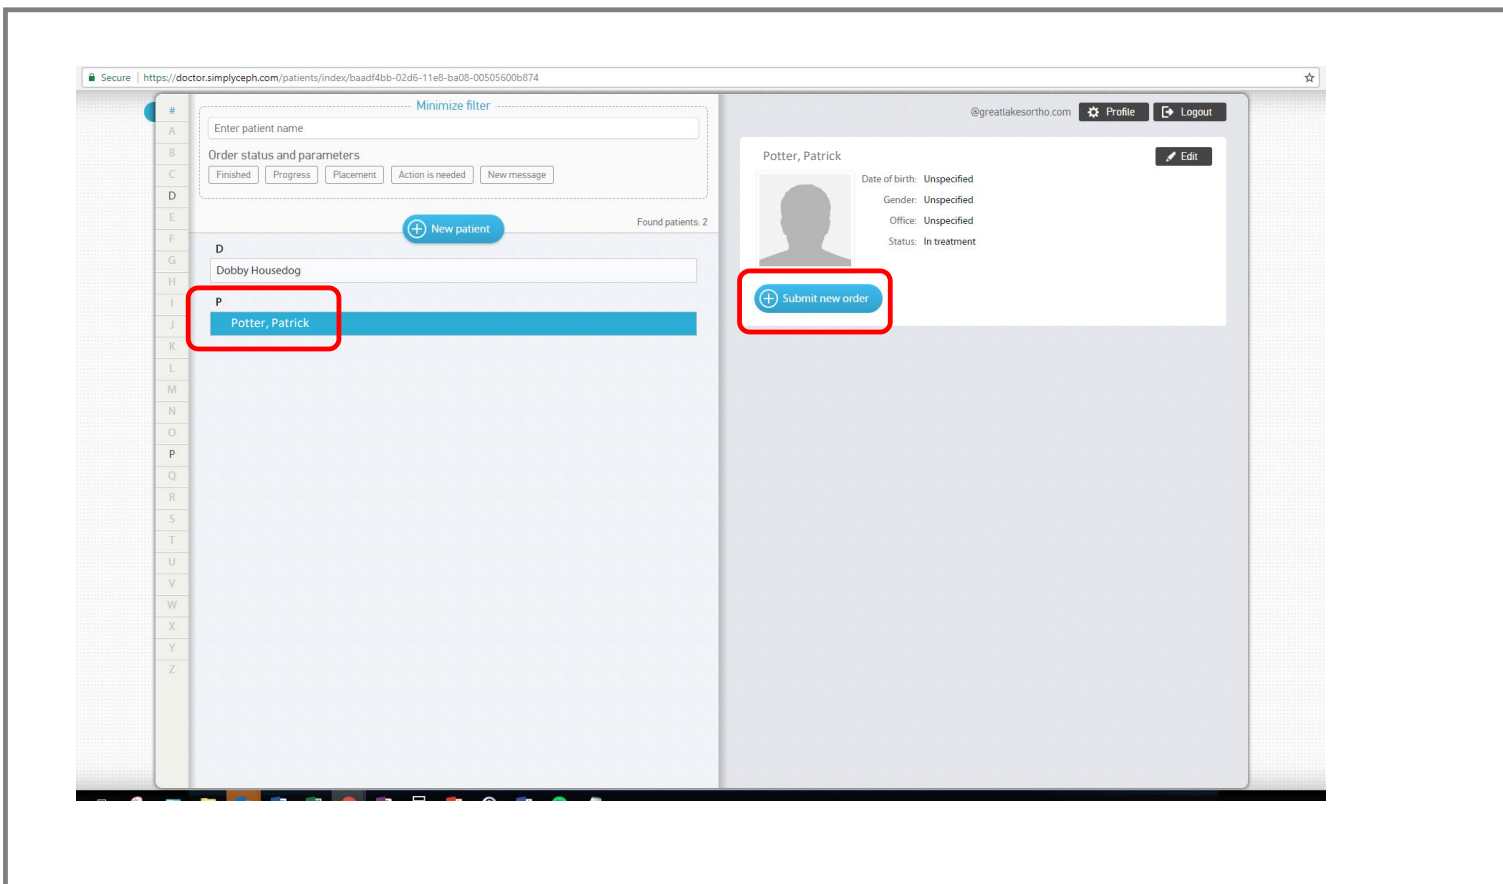 Secure | https://doctor.simplyceph.com/patients/index/baadf4bb-02d6-11e8-ba08-00505600b874
#
A
B
C
D
E
F
G
H
I
J
K
L
M
N
O
P
Q
R
S
T
U
V
W
X
Y
Z
Minimize filter
Enter patient name
Order status and parameters
Finished Progress Placement Action is needed New message
New patient
Found patients: 2
D
Dobby Housedog
P
Potter, Patrick
@greatlakesortho.com Profile Logout
Potter, Patrick Edit
Date of birth: Unspecified
Gender: Unspecified
Office: Unspecified
Status: In treatment
Submit new order